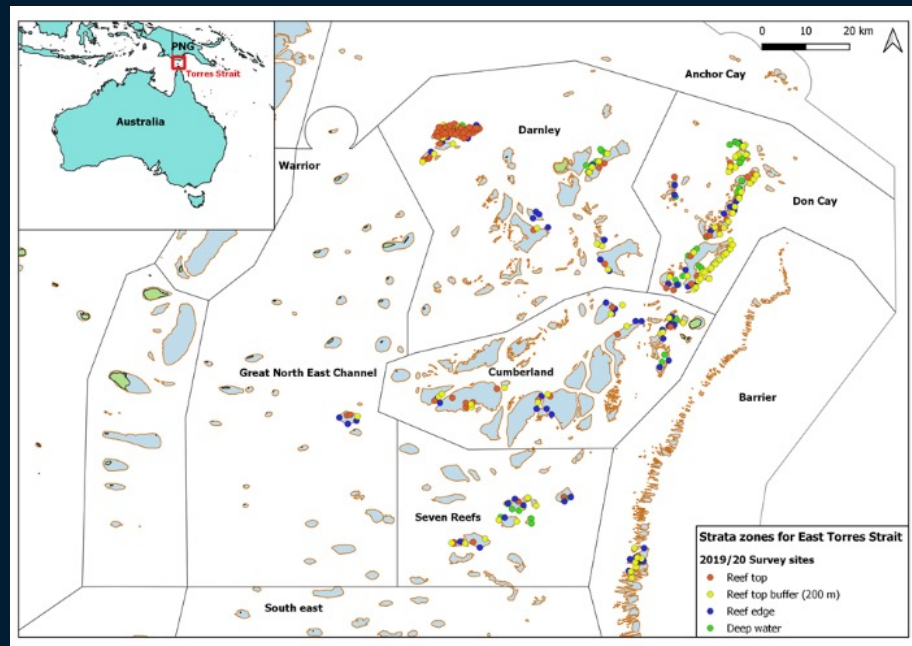 PNG
Torres Strait
Australia
0 10 20 km
Anchor Cay
Darnley
Warrior
Don Cay
Great North East Channel
Cumberland
Barrier
Seven Reefs
South east
Strata zones for East Torres Strait
2019/20 Survey sites
Reef top
Reef top buffer (200 m)
Reef edge
Deep water